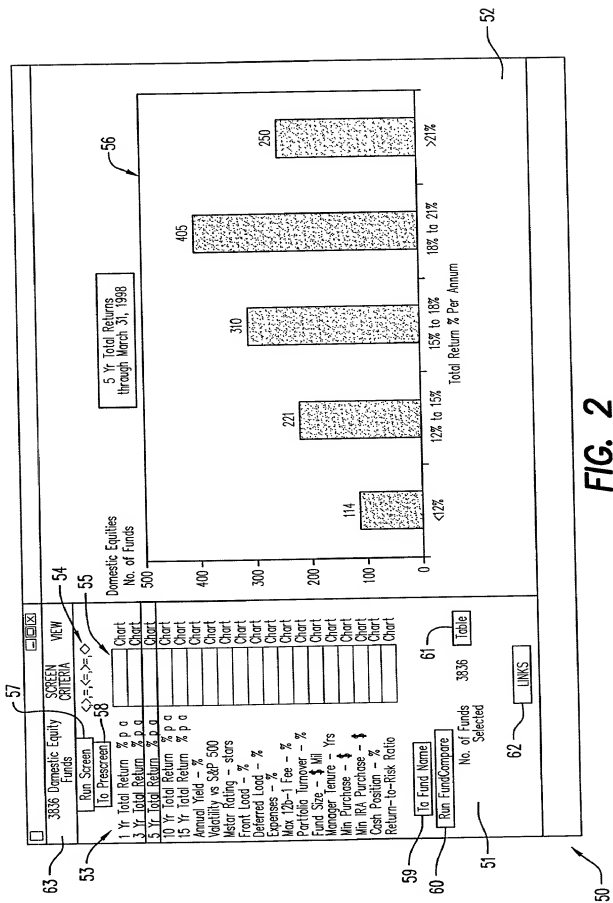 63
3836 Domestic Equity
Funds
SCREEN
CRITERIA
VIEW
57
Run Screen
58
To Prescreen
54
<>,=,<=,>=,<>
55
53
1 Yr Total Return % p a Chart
3 Yr Total Return % p a Chart
5 Yr Total Return % p a Chart
10 Yr Total Return % p a Chart
15 Yr Total Return % p a Chart
Annual Yield - % Chart
Volatility vs S&P 500 Chart
Mstar Rating - stars Chart
Front Load - % Chart
Deferred Load - % Chart
Expenses - % Chart
Max 12b-1 Fee - % Chart
Portfolio Turnover - % Chart
Fund Size - $ Mil Chart
Manager Tenure - Yrs Chart
Min Purchase - $ Chart
Min IRA Purchase - $ Chart
Cash Position - % Chart
Return-to-Risk Ratio Chart
59
To Fund Name
60
Run FundCompare
61
Table
No. of Funds
Selected
3836
51
62
LINKS
50
5 Yr Total Returns
through March 31, 1998
56
Domestic Equities
No. of Funds
500
400
300
200
100
0
114
221
310
405
250
<12%
12% to 15%
15% to 18%
18% to 21%
>21%
Total Return % Per Annum
52
FIG. 2